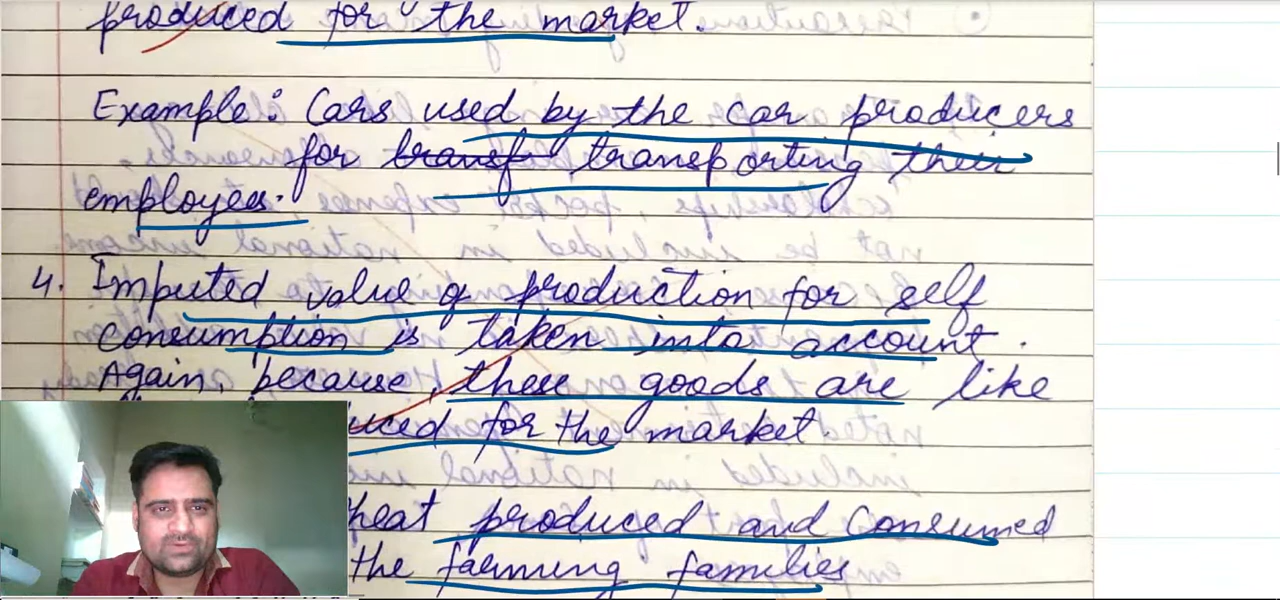 produced for the market.
Example: Cars used by the car producers
for transf transporting their
employees.
4. Imputed value of production for self
consumption is taken into account.
Again, because, these goods are like
uced for the market
heat produced and consumed
the farming families